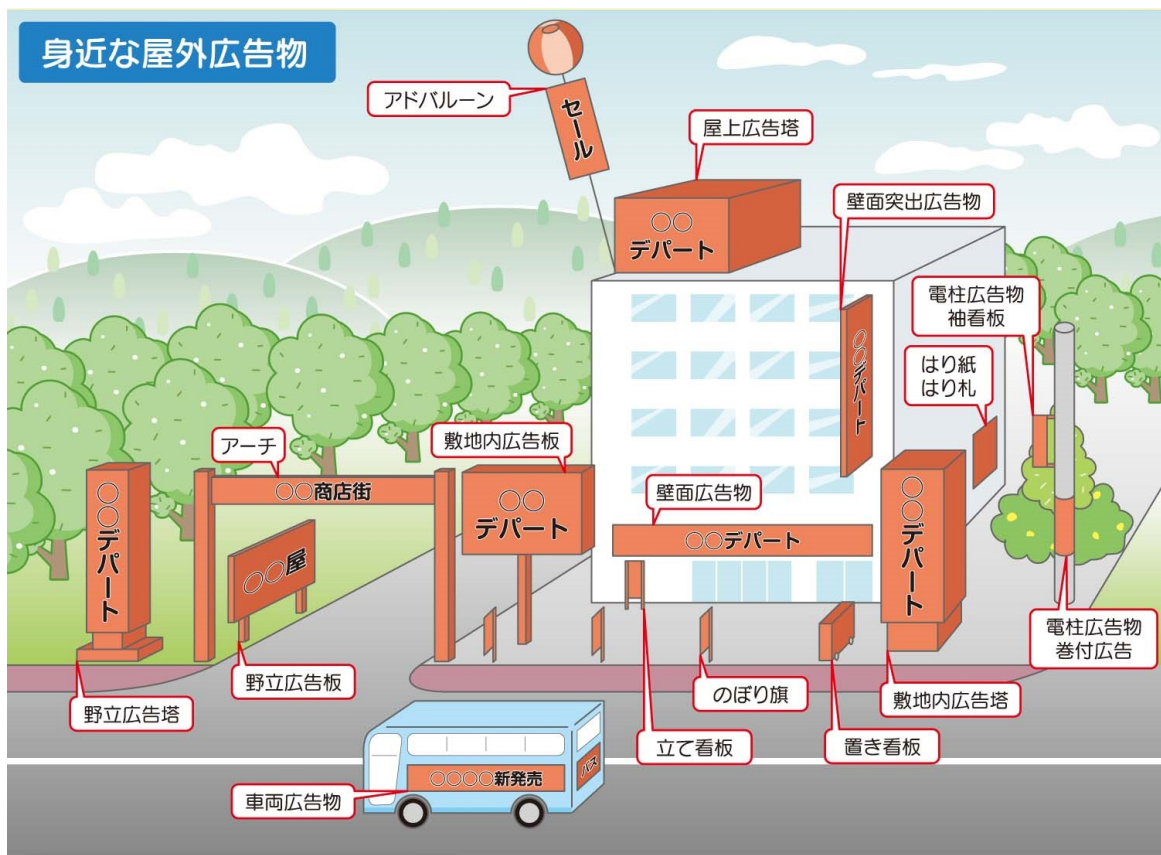 身近な屋外広告物
アドバルーン
セール
屋上広告塔
○○
デパート
壁面突出広告物
○○デパート
電柱広告物
袖看板
はり紙
はり札
アーチ
○○商店街
敷地内広告板
○○
デパート
壁面広告物
○○デパート
○○デパート
○○屋
○○デパート
野立広告塔
野立広告板
のぼり旗
立て看板
置き看板
敷地内広告塔
電柱広告物
巻付広告
車両広告物
○○○○新発売
バス